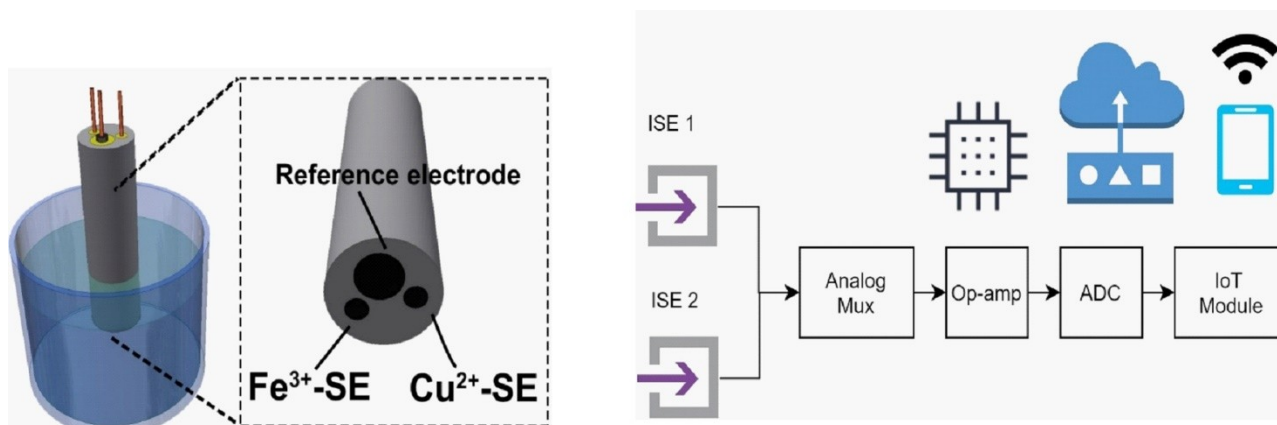 Reference electrode
Fe³⁺-SE
Cu²⁺-SE
ISE 1
ISE 2
Analog
Mux
Op-amp
ADC
IoT
Module